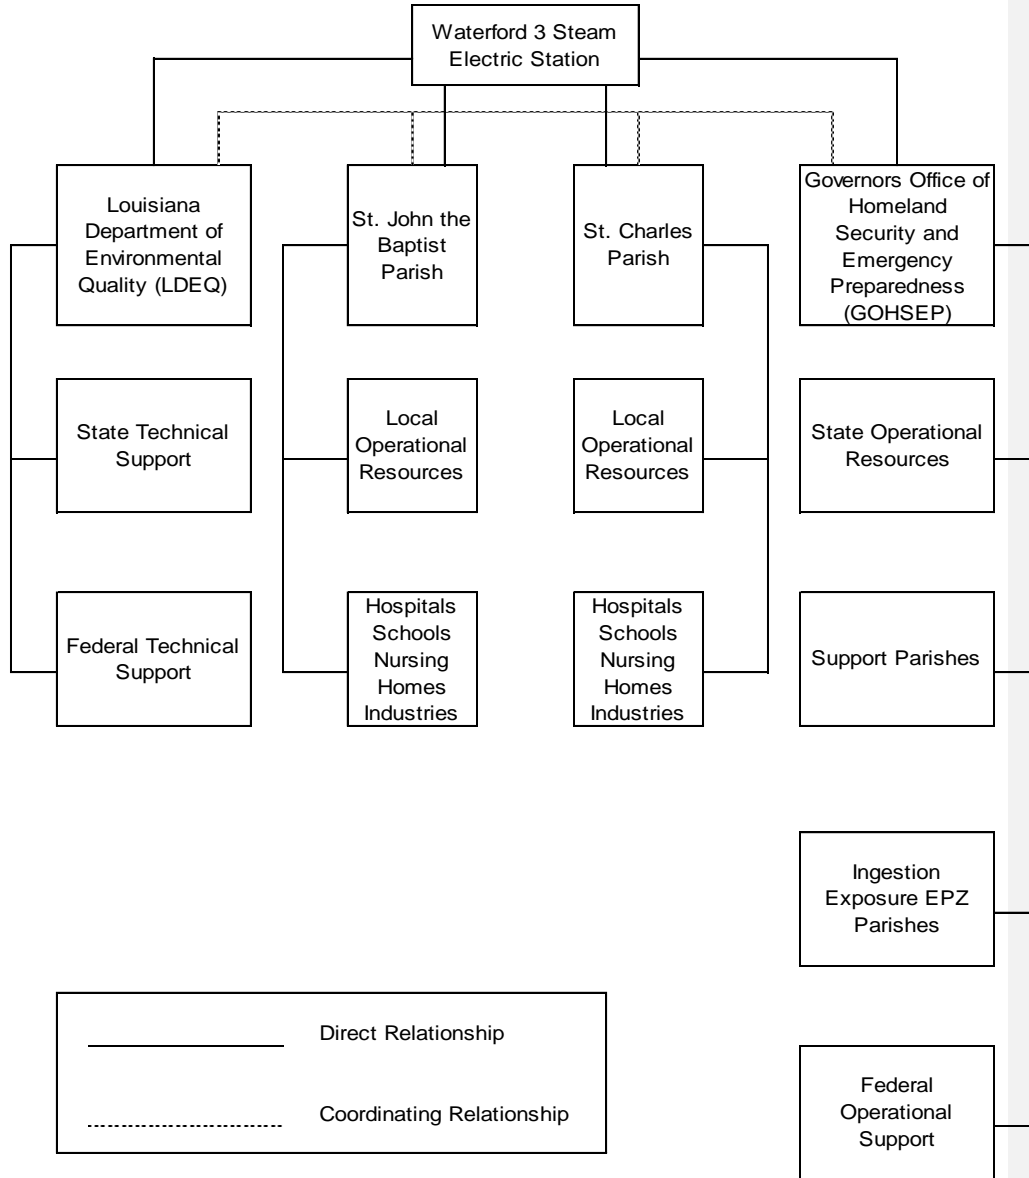 Waterford 3 Steam
Electric Station
Louisiana
Department of
Environmental
Quality (LDEQ)
St. John the
Baptist
Parish
St. Charles
Parish
Governors Office of
Homeland
Security and
Emergency
Preparedness
(GOHSEP)
State Technical
Support
Local
Operational
Resources
Local
Operational
Resources
State Operational
Resources
Federal Technical
Support
Hospitals
Schools
Nursing
Homes
Industries
Hospitals
Schools
Nursing
Homes
Industries
Support Parishes
Ingestion
Exposure EPZ
Parishes
Direct Relationship
Coordinating Relationship
Federal
Operational
Support